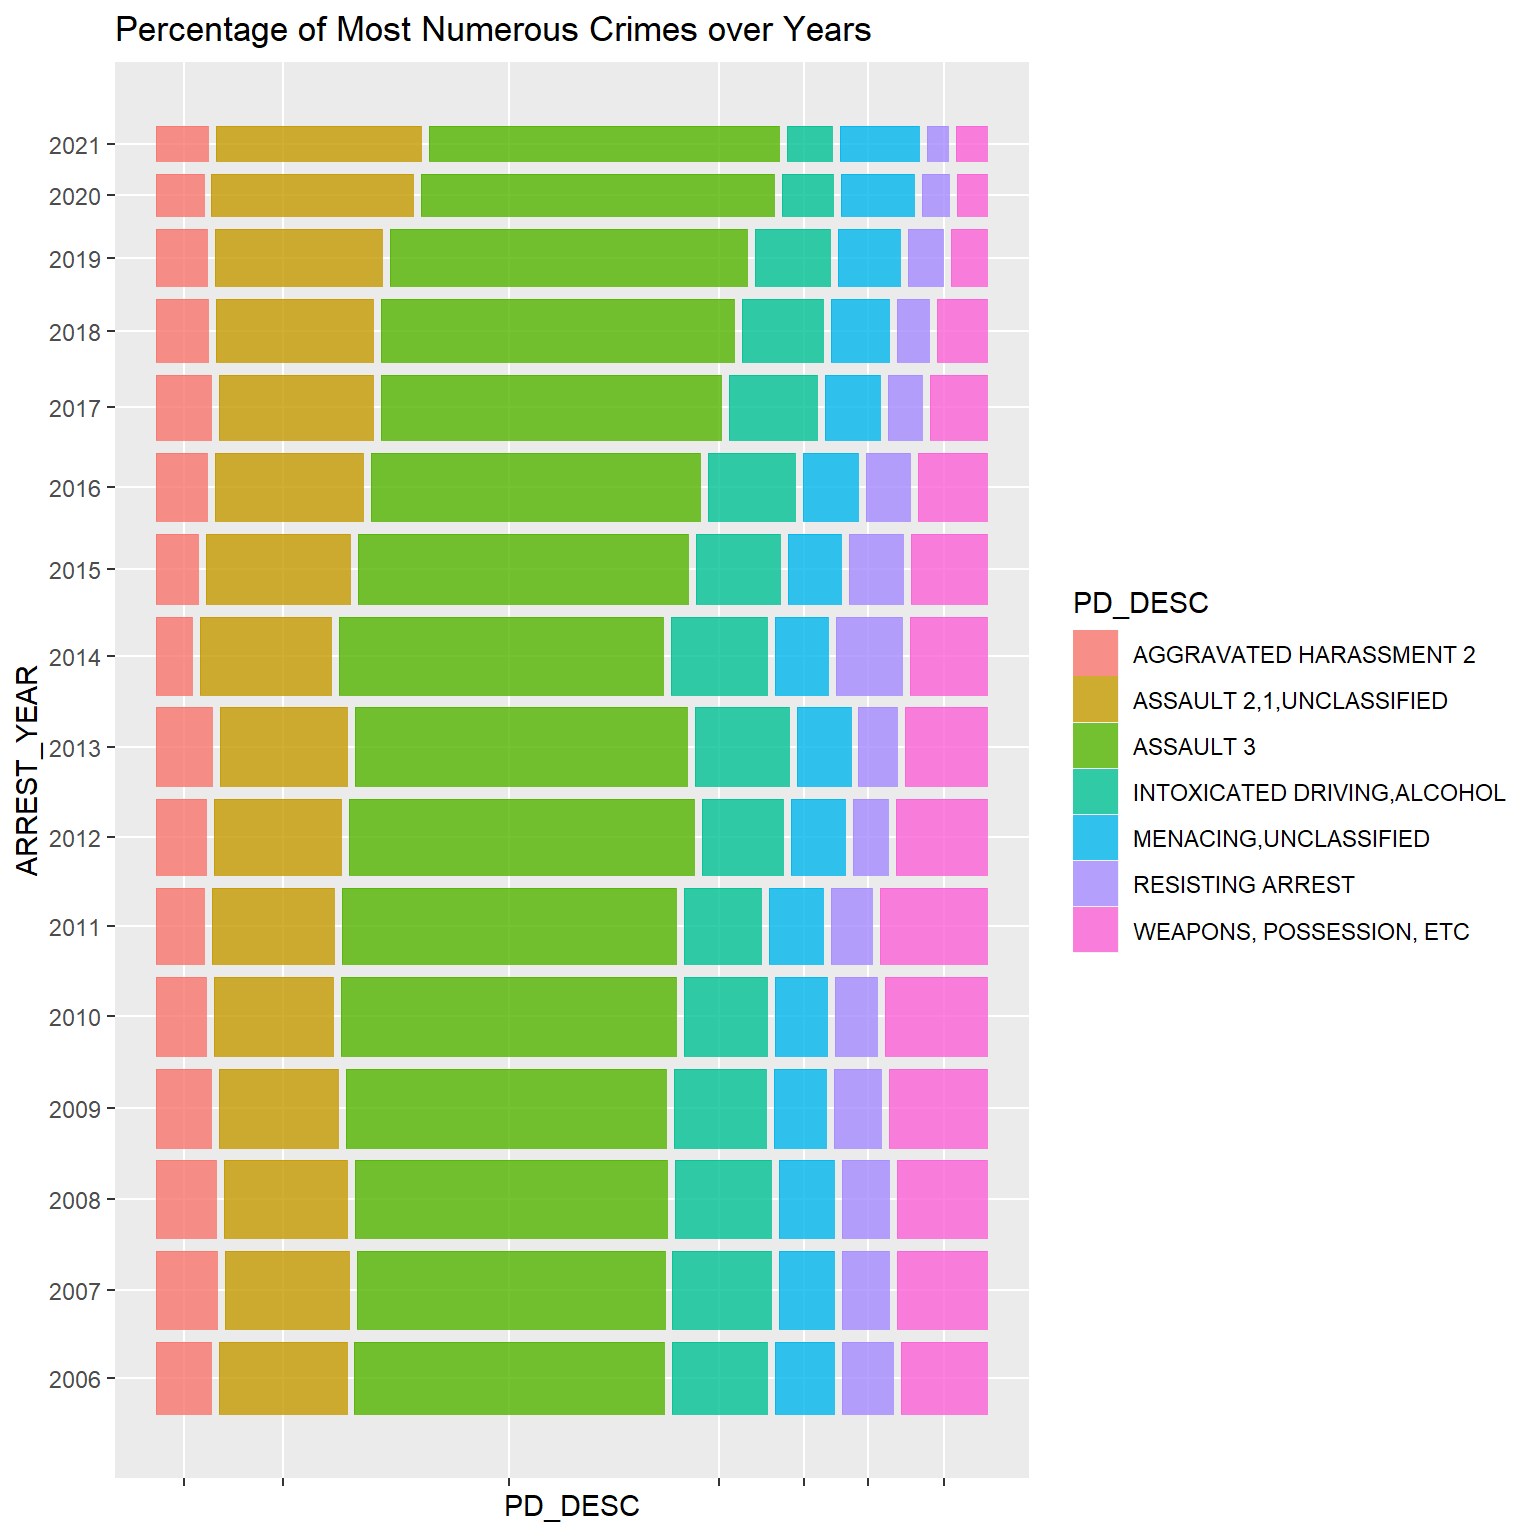 Percentage of Most Numerous Crimes over Years
2021
2020
2019
2018
2017
2016
2015
2014
2013
2012
2011
2010
2009
2008
2007
2006
ARREST_YEAR
PD_DESC
PD_DESC
AGGRAVATED HARASSMENT 2
ASSAULT 2,1,UNCLASSIFIED
ASSAULT 3
INTOXICATED DRIVING,ALCOHOL
MENACING,UNCLASSIFIED
RESISTING ARREST
WEAPONS, POSSESSION, ETC